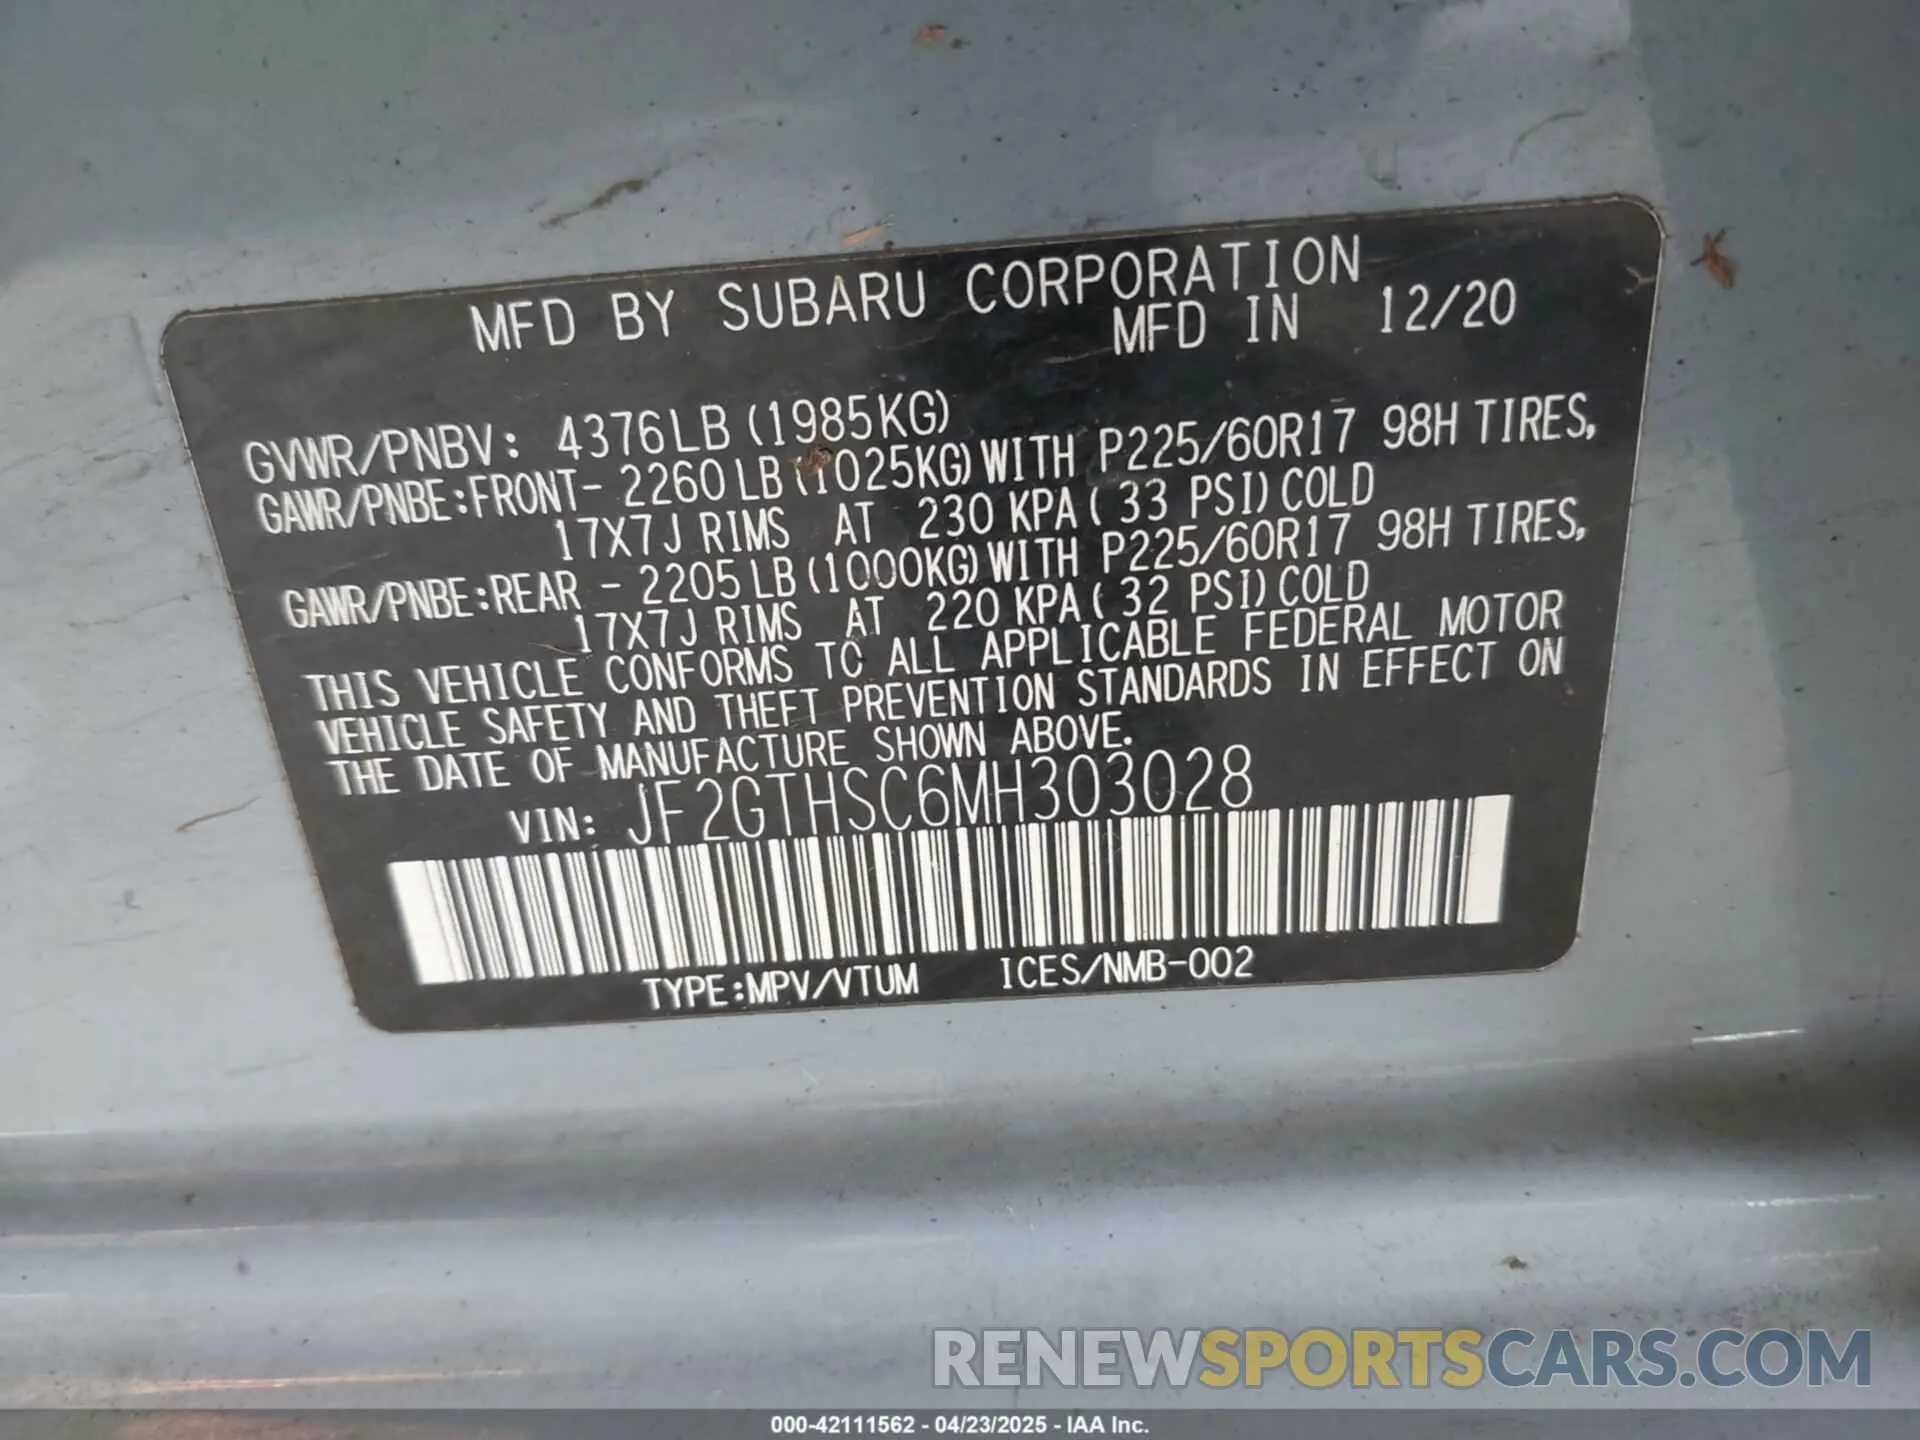 MFD BY SUBARU CORPORATION
MFD IN 12/20
GVWR/PNBV: 4376LB (1985KG)
GAWR/PNBE:FRONT- 2260LB (1025KG) WITH P225/60R17 98H TIRES,
17X7J RIMS AT 230 KPA ( 33 PSI) COLD
GAWR/PNBE:REAR - 2205LB (1000KG) WITH P225/60R17 98H TIRES,
17X7J RIMS AT 220 KPA ( 32 PSI) COLD
THIS VEHICLE CONFORMS TO ALL APPLICABLE FEDERAL MOTOR
VEHICLE SAFETY AND THEFT PREVENTION STANDARDS IN EFFECT ON
THE DATE OF MANUFACTURE SHOWN ABOVE.
VIN: JF2GTHSC6MH303028
TYPE:MPV/VTUM ICES/NMB-002
RENEWSPORTSCARS.COM
000-42111562 - 04/23/2025 - IAA Inc.